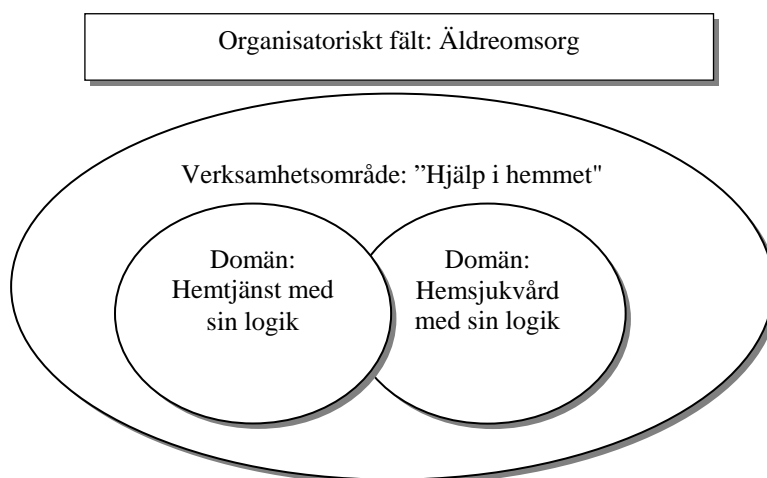 Organisatoriskt fält: Äldreomsorg
Verksamhetsområde: ”Hjälp i hemmet"
Domän:
Hemtjänst med
sin logik
Domän:
Hemsjukvård
med sin logik